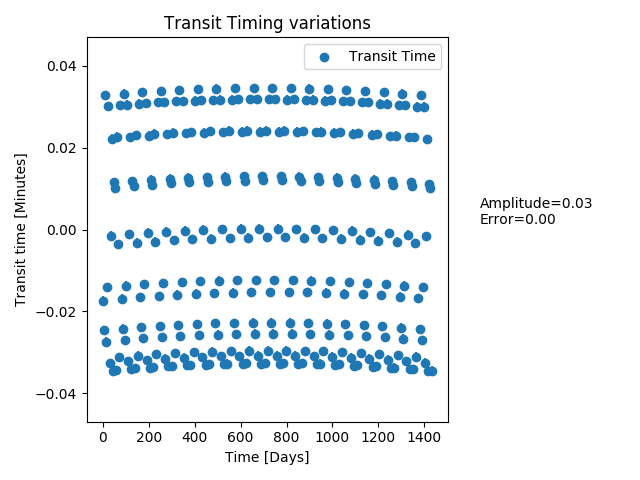 Transit Timing variations
Transit Time
Transit time [Minutes]
0.04
0.02
0.00
−0.02
−0.04
Amplitude=0.03
Error=0.00
0 200 400 600 800 1000 1200 1400
Time [Days]